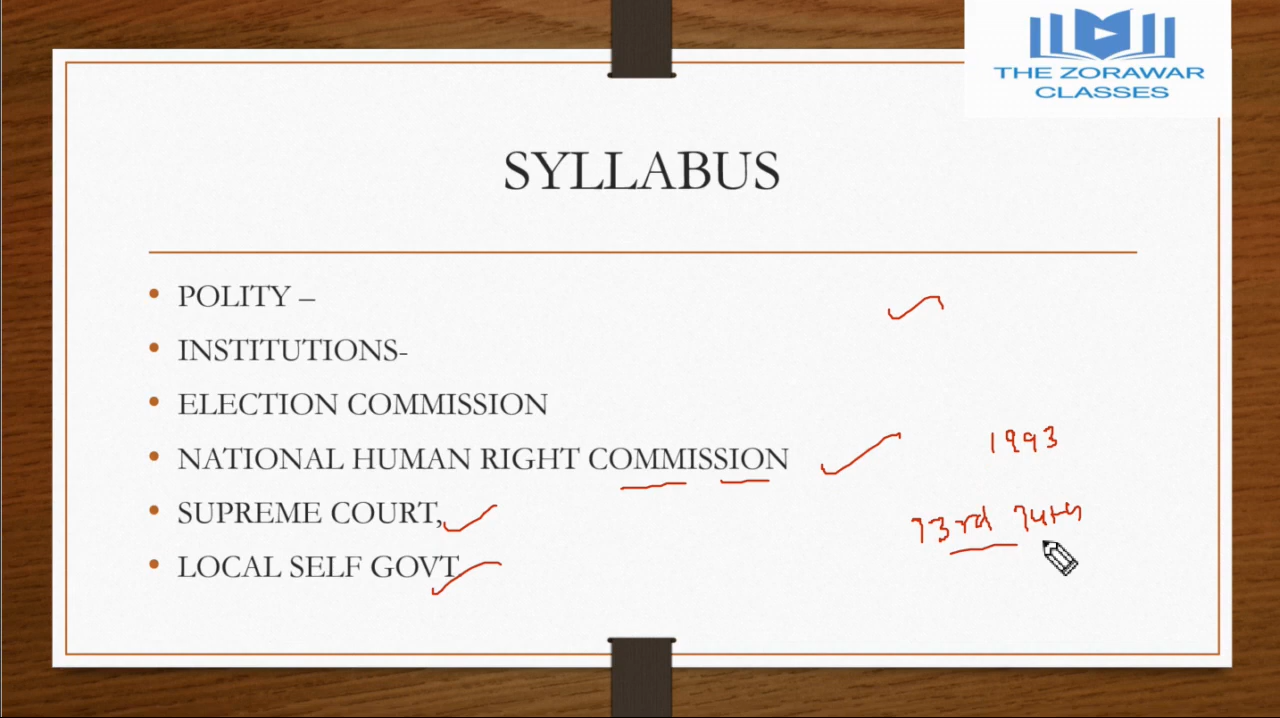 THE ZORAWAR
CLASSES
SYLLABUS
• POLITY –
• INSTITUTIONS-
• ELECTION COMMISSION
• NATIONAL HUMAN RIGHT COMMISSION
1993
• SUPREME COURT,
73rd 74th
• LOCAL SELF GOVT